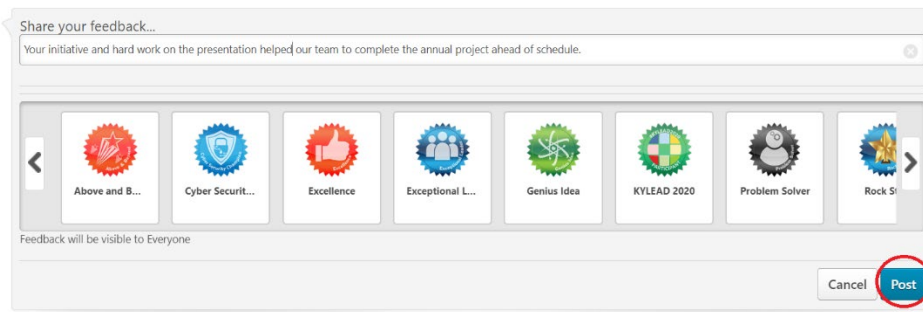 Share your feedback...
Your initiative and hard work on the presentation helped our team to complete the annual project ahead of schedule.
Above and B... Cyber Securit... Excellence Exceptional L... Genius Idea KYLEAD 2020 Problem Solver Rock
Feedback will be visible to Everyone
Cancel Post